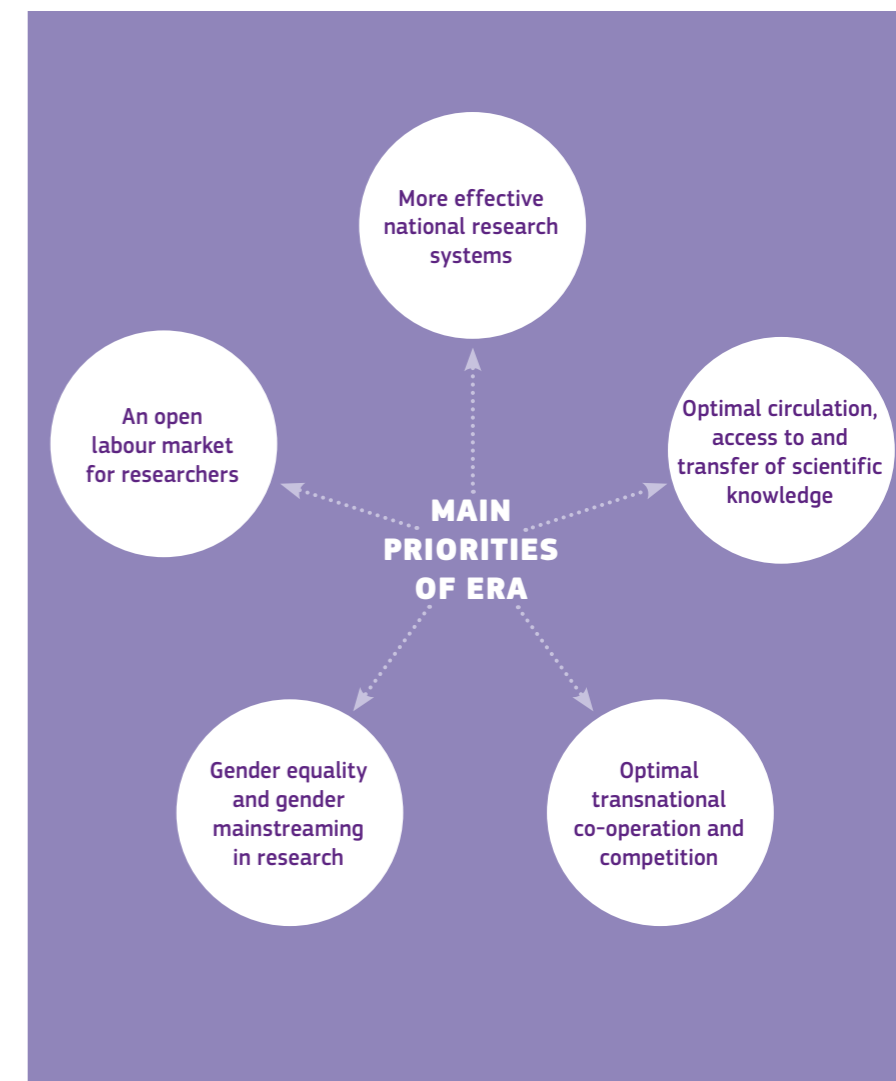 More effective
national research
systems
An open
labour market
for researchers
Optimal circulation,
access to and
transfer of scientific
knowledge
MAIN
PRIORITIES
OF ERA
Gender equality
and gender
mainstreaming
in research
Optimal
transnational
co-operation and
competition